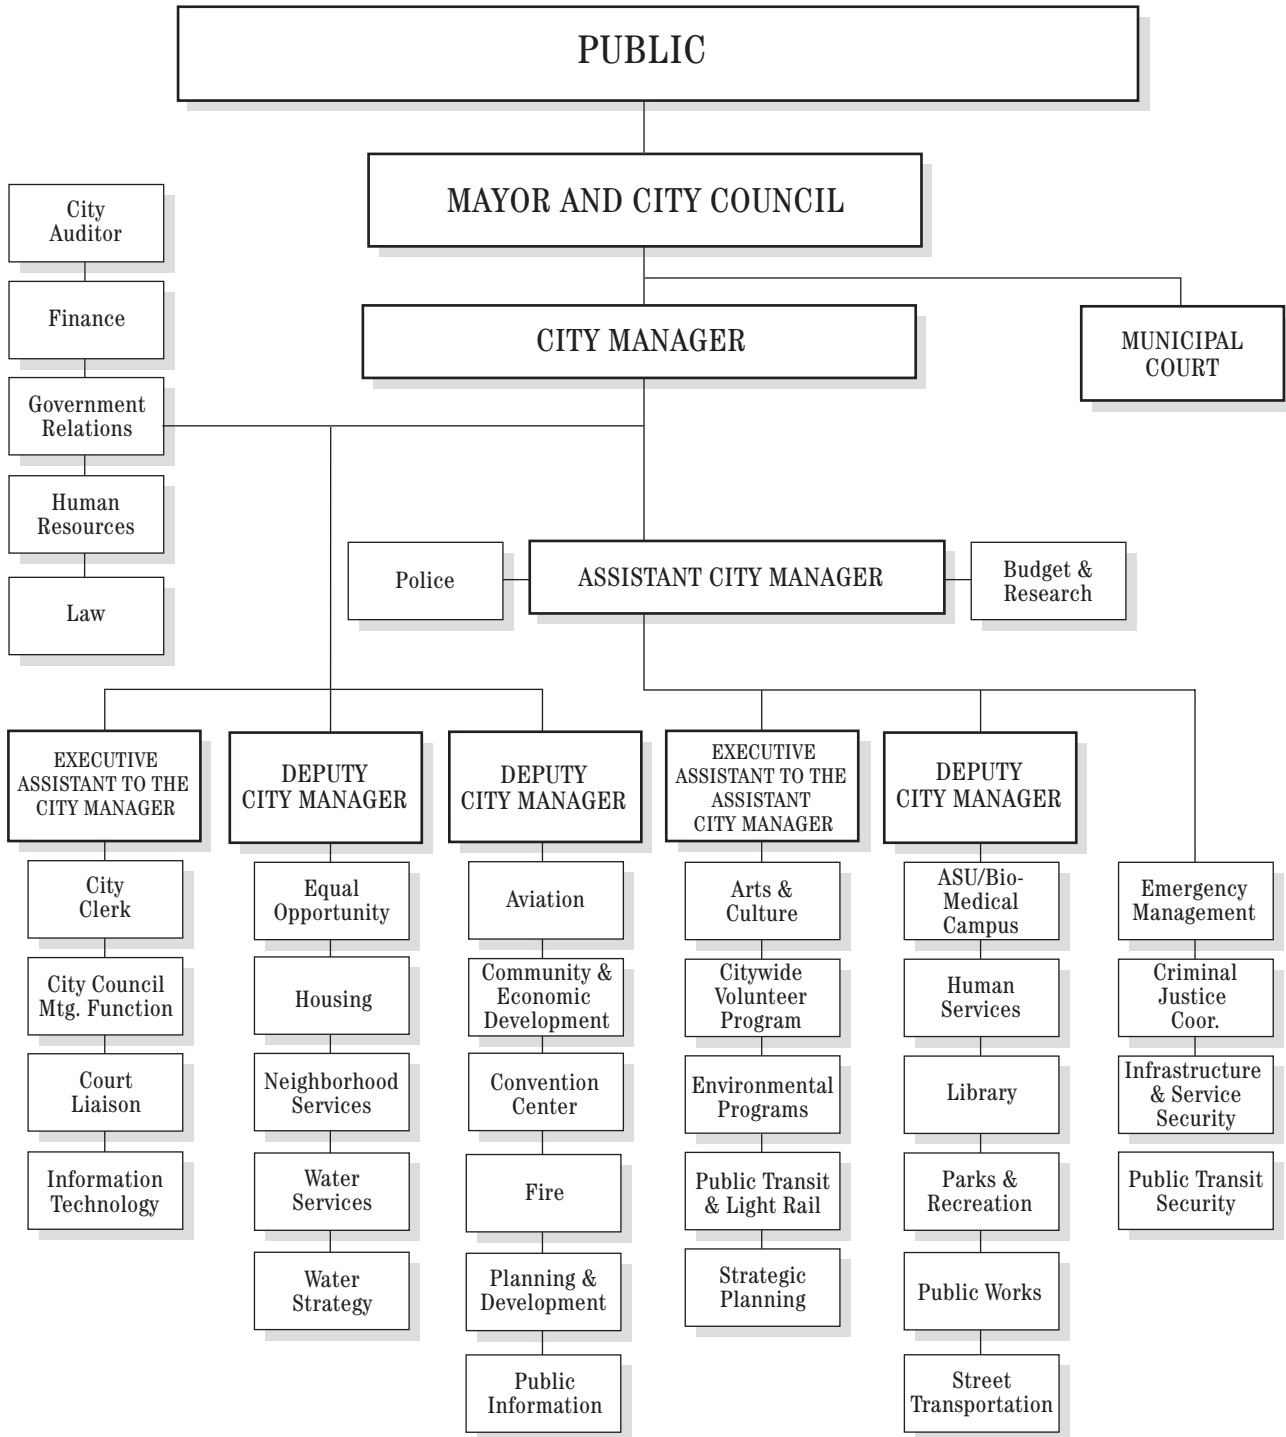 PUBLIC
MAYOR AND CITY COUNCIL
City
Auditor
Finance
Government
Relations
Human
Resources
Law
CITY MANAGER
MUNICIPAL
COURT
Police
ASSISTANT CITY MANAGER
Budget &
Research
EXECUTIVE
ASSISTANT TO THE
CITY MANAGER
City
Clerk
City Council
Mtg. Function
Court
Liaison
Information
Technology
DEPUTY
CITY MANAGER
Equal
Opportunity
Housing
Neighborhood
Services
Water
Services
Water
Strategy
DEPUTY
CITY MANAGER
Aviation
Community &
Economic
Development
Convention
Center
Fire
Planning &
Development
Public
Information
EXECUTIVE
ASSISTANT TO THE
ASSISTANT
CITY MANAGER
Arts &
Culture
Citywide
Volunteer
Program
Environmental
Programs
Public Transit
& Light Rail
Strategic
Planning
DEPUTY
CITY MANAGER
ASU/Bio-
Medical
Campus
Human
Services
Library
Parks &
Recreation
Public Works
Street
Transportation
Emergency
Management
Criminal
Justice
Coor.
Infrastructure
& Service
Security
Public Transit
Security